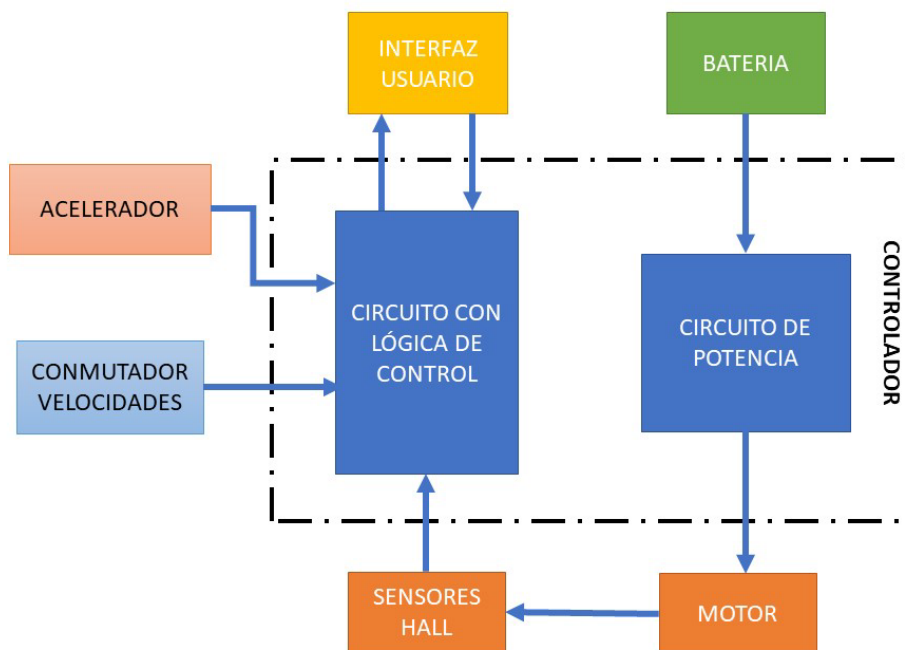 INTERFAZ
USUARIO
BATERIA
ACELERADOR
CONMUTADOR
VELOCIDADES
CIRCUITO CON
LÓGICA DE
CONTROL
CIRCUITO DE
POTENCIA
CONTROLADOR
SENSORES
HALL
MOTOR